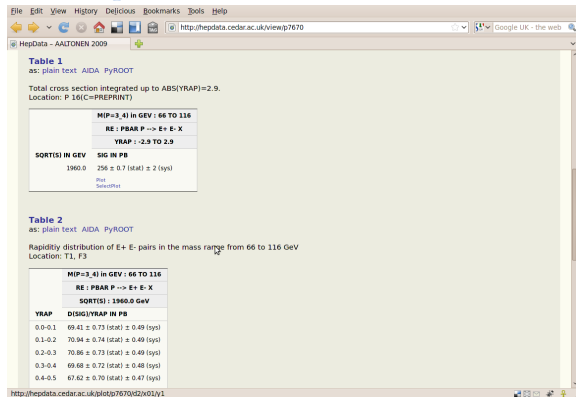 File Edit View History Delicious Bookmarks Tools Help
http://hepdata.cedar.ac.uk/view/p7670
Google UK - the web
HepData – AALTONEN 2009
Table 1
as: plain text AIDA PyROOT
Total cross section integrated up to ABS(YRAP)=2.9.
Location: P 16(C=PREPRINT)
M(P=3_4) in GEV : 66 TO 116
RE : PBAR P --> E+ E- X
YRAP : -2.9 TO 2.9
SQRT(S) IN GEV SIG IN PB
1960.0 256 ± 0.7 (stat) ± 2 (sys)
Plot
SelectPlot
Table 2
as: plain text AIDA PyROOT
Rapiditiy distribution of E+ E- pairs in the mass range from 66 to 116 GeV
Location: T1, F3
M(P=3_4) in GEV : 66 TO 116
RE : PBAR P --> E+ E- X
SQRT(S) : 1960.0 GeV
YRAP D(SIG)/YRAP IN PB
0.0-0.1 69.41 ± 0.73 (stat) ± 0.49 (sys)
0.1-0.2 70.94 ± 0.74 (stat) ± 0.49 (sys)
0.2-0.3 70.86 ± 0.73 (stat) ± 0.49 (sys)
0.3-0.4 69.68 ± 0.72 (stat) ± 0.48 (sys)
0.4-0.5 67.62 ± 0.70 (stat) ± 0.47 (sys)
http://hepdata.cedar.ac.uk/plot/p7670/d2/x01/y1